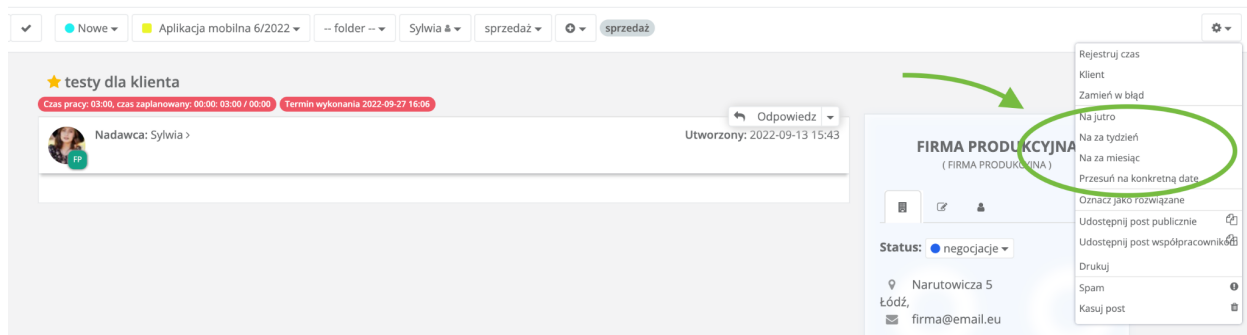 Nowe
Aplikacja mobilna 6/2022
-- folder --
Sylwia
sprzedaż
sprzedaż
testy dla klienta
Czas pracy: 03:00, czas zaplanowany: 00:00: 03:00 / 00:00
Termin wykonania 2022-09-27 16:06
Odpowiedz
Nadawca: Sylwia >
Utworzony: 2022-09-13 15:43
FP
FIRMA PRODUKCYJNA
( FIRMA PRODUKCYJNA )
Status: negocjacje
Narutowicza 5
Łódź,
firma@email.eu
Rejestruj czas
Klient
Zamień w błąd
Na jutro
Na za tydzień
Na za miesiąc
Przesuń na konkretną datę
Oznacz jako rozwiązane
Udostępnij post publicznie
Udostępnij post współpracownikom
Drukuj
Spam
Kasuj post